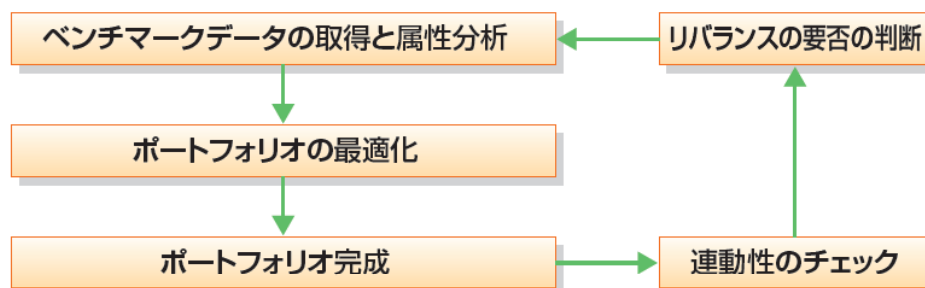 ベンチマークデータの取得と属性分析
リバランスの要否の判断
ポートフォリオの最適化
ポートフォリオ完成
連動性のチェック